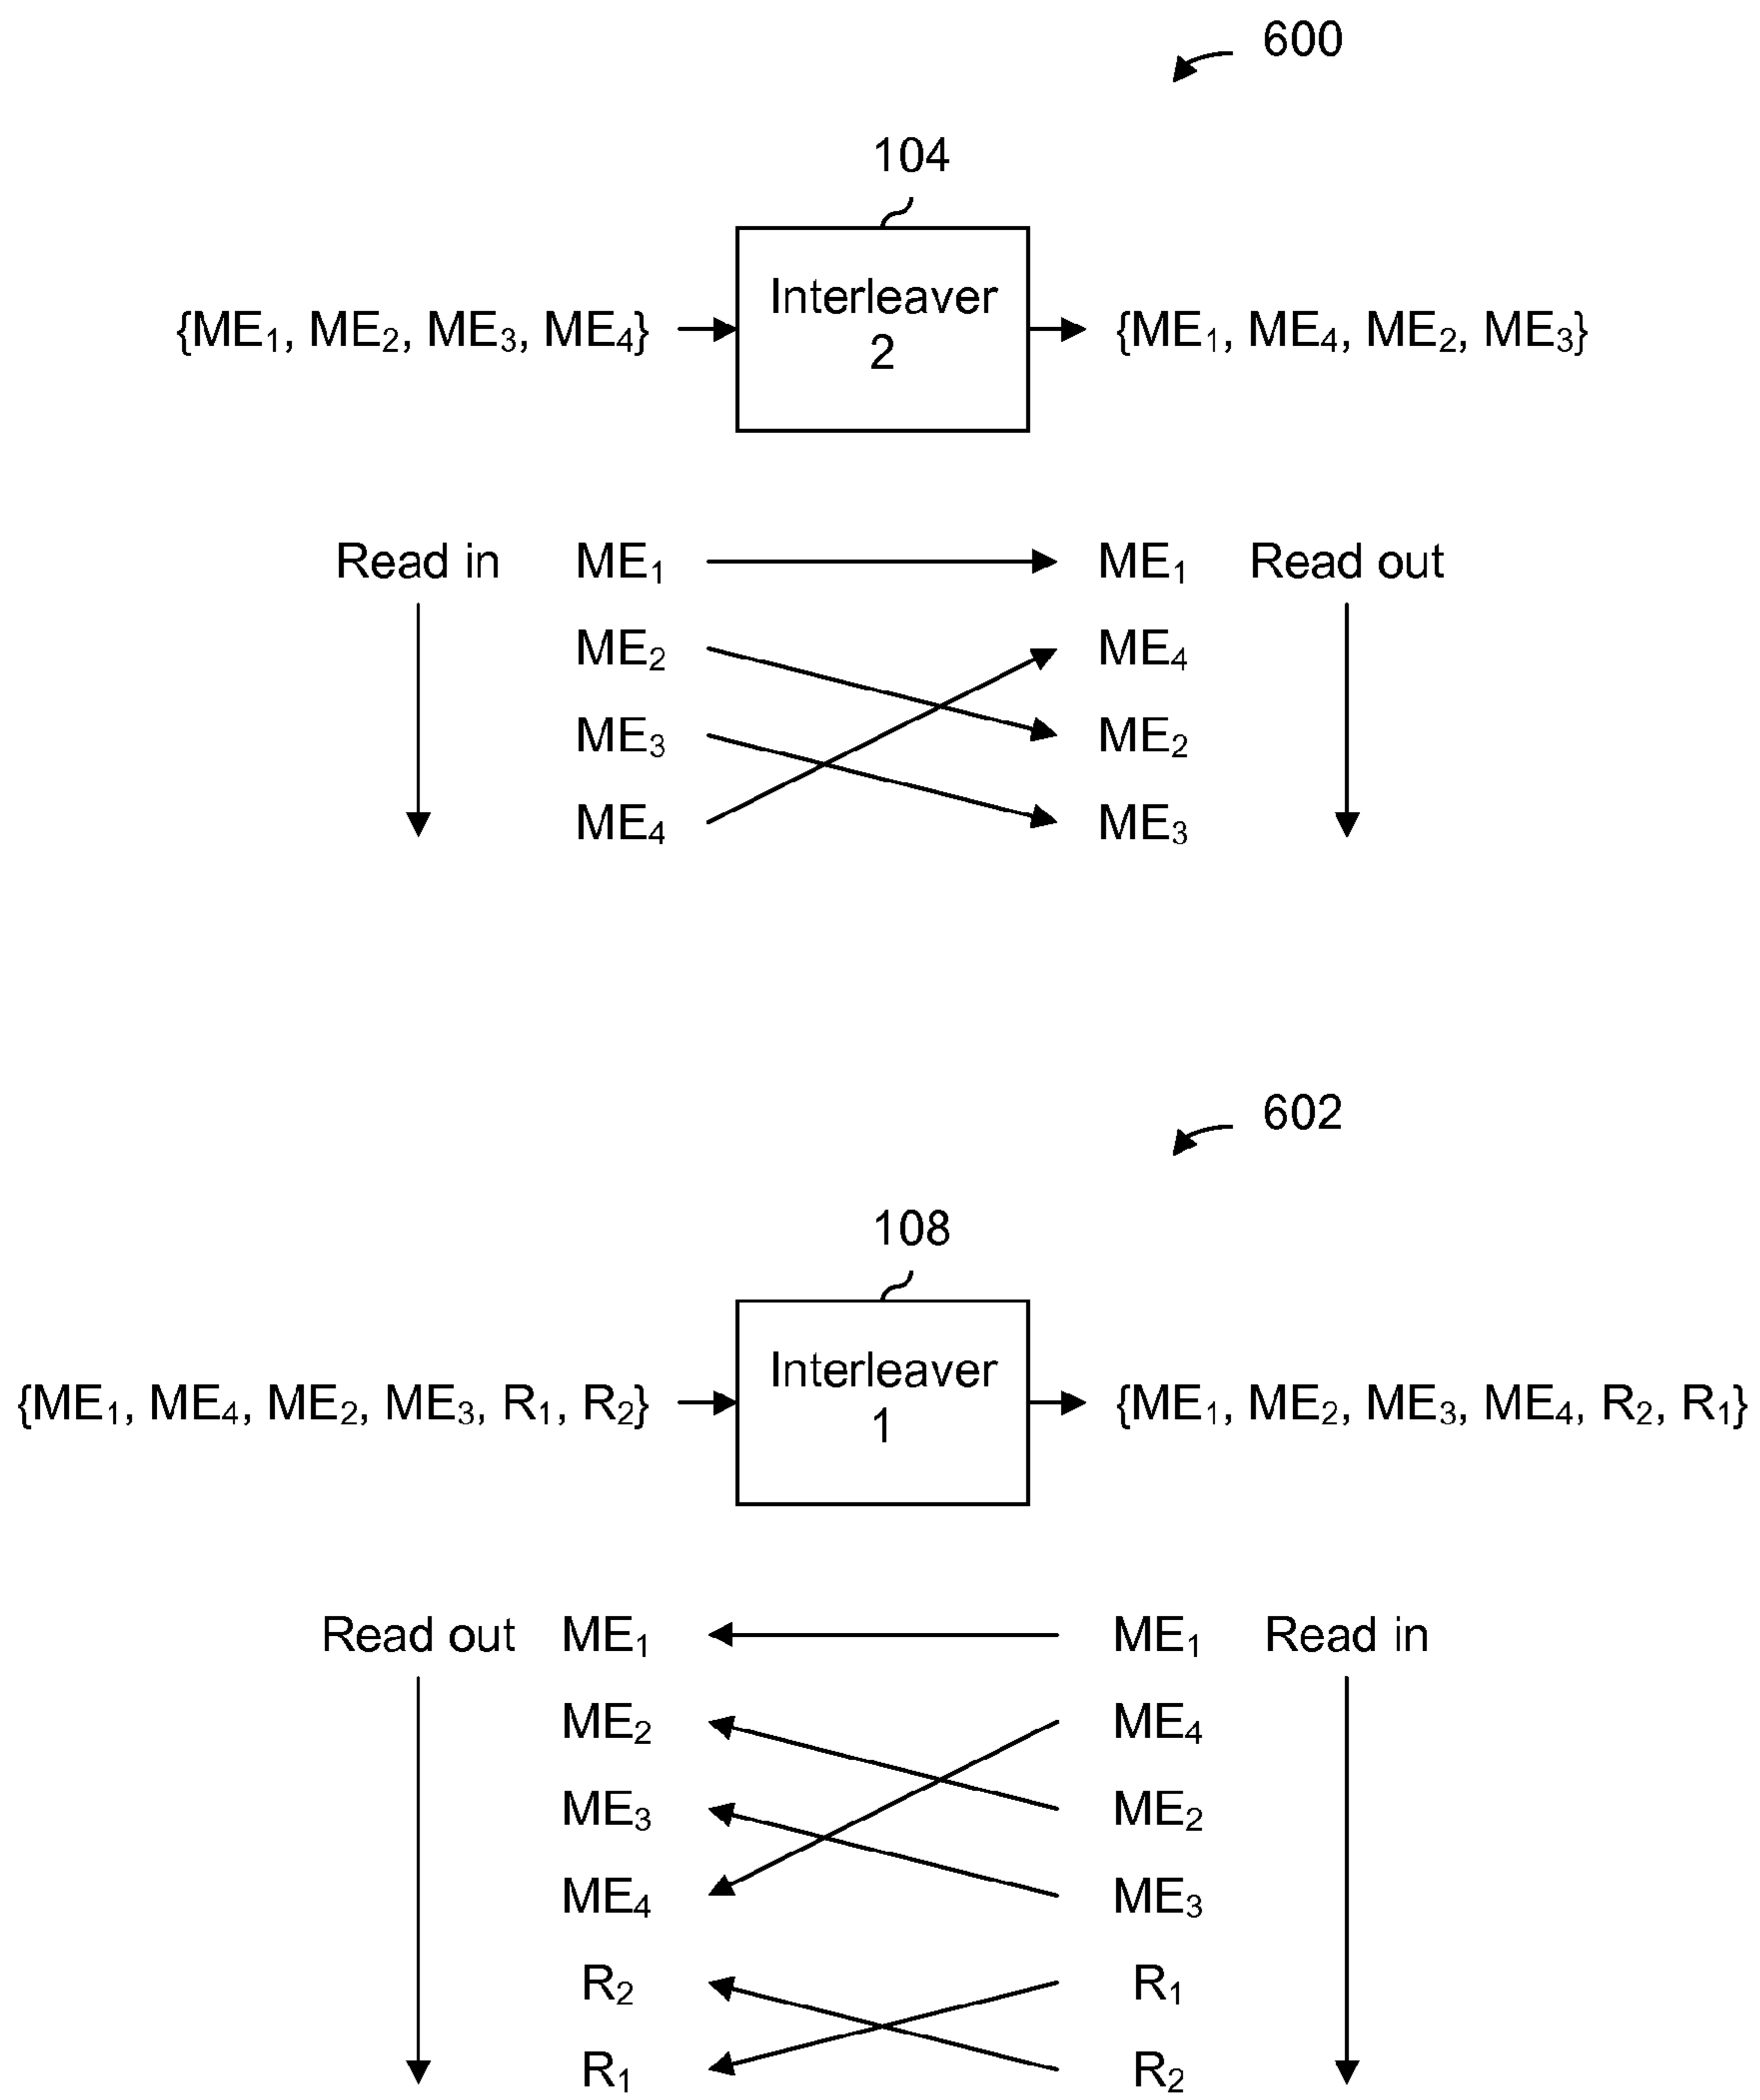 600
104
Interleaver
2
{ME₁, ME₂, ME₃, ME₄}
{ME₁, ME₄, ME₂, ME₃}
Read in ME₁ ME₁ Read out
ME₂ ME₄
ME₃ ME₂
ME₄ ME₃
602
108
Interleaver
1
{ME₁, ME₄, ME₂, ME₃, R₁, R₂}
{ME₁, ME₂, ME₃, ME₄, R₂, R₁}
Read out ME₁ ME₁ Read in
ME₂ ME₄
ME₃ ME₂
ME₄ ME₃
R₂ R₁
R₁ R₂